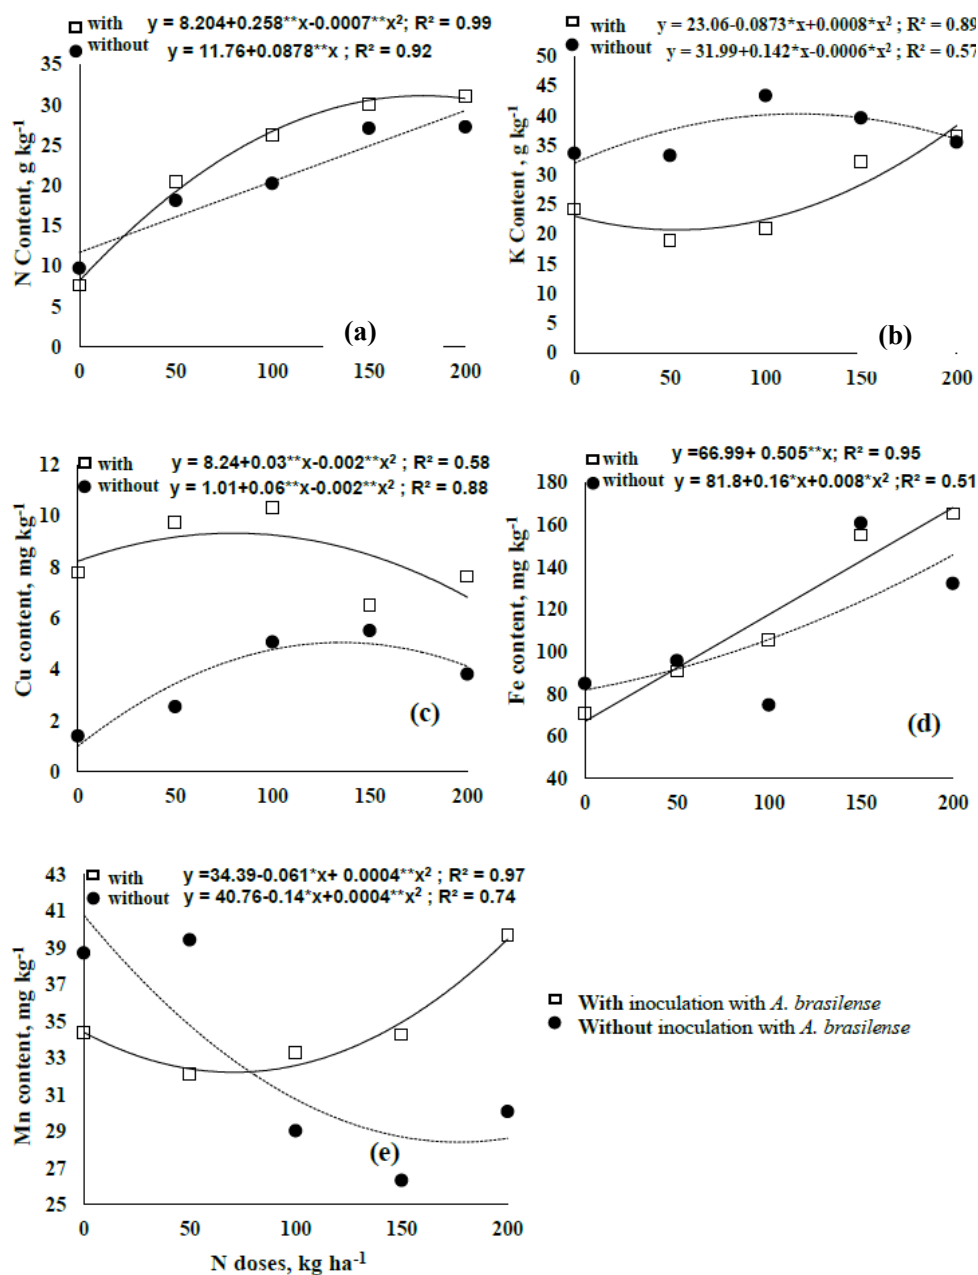 with y = 8.204+0.258**x-0.0007**x²; R² = 0.99
without y = 11.76+0.0878**x ; R² = 0.92
35
30
25
20
15
10
5
0
N Content, g kg-1
(a)
0 50 100 150 200
with y = 23.06-0.0873*x+0.0008*x² ; R² = 0.89
without y = 31.99+0.142*x-0.0006*x² ; R² = 0.57
50
45
40
35
30
25
20
15
10
5
0
K Content , g kg-1
(b)
0 50 100 150 200
with y = 8.24+0.03**x-0.002**x² ; R² = 0.58
without y = 1.01+0.06**x-0.002**x² ; R² = 0.88
12
10
8
6
4
2
0
Cu content, mg kg-1
(c)
0 50 100 150 200
with y =66.99+ 0.505**x; R² = 0.95
without y = 81.8+0.16*x+0.008*x² ;R² = 0.51
180
160
140
120
100
80
60
40
Fe content, mg kg-1
(d)
0 50 100 150 200
with y =34.39-0.061*x+ 0.0004**x² ; R² = 0.97
without y = 40.76-0.14*x+0.0004**x² ; R² = 0.74
43
41
39
37
35
33
31
29
27
25
Mn content, mg kg-1
(e)
0 50 100 150 200
N doses, kg ha-1
With inoculation with A. brasilense
Without inoculation with A. brasilense